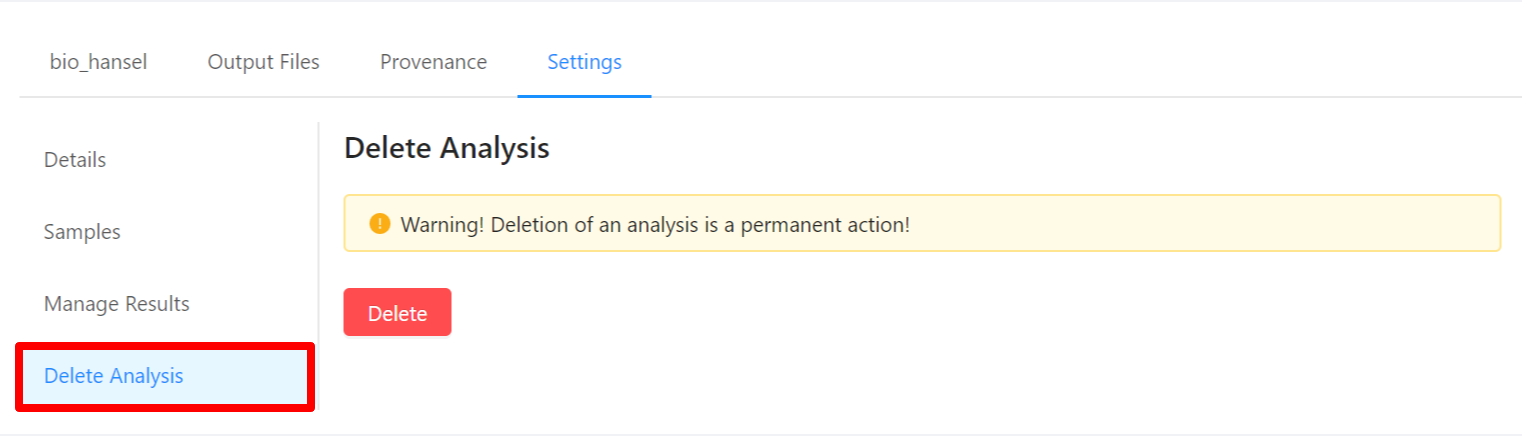 bio_hansel Output Files Provenance Settings
Details
Samples
Manage Results
Delete Analysis
Delete Analysis
Warning! Deletion of an analysis is a permanent action!
Delete